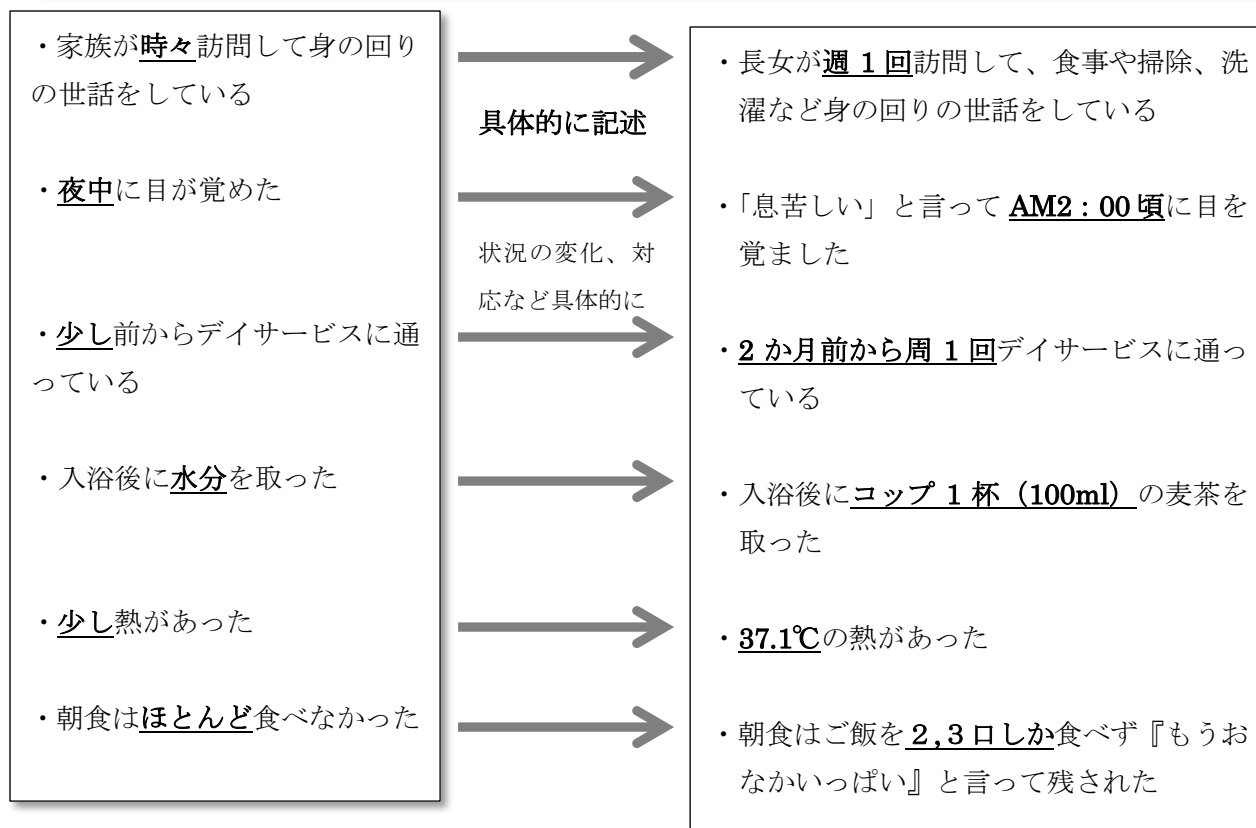 ・家族が時々訪問して身の回り
の世話をしている
・夜中に目が覚めた
・少し前からデイサービスに通
っている
・入浴後に水分を取った
・少し熱があった
・朝食はほとんど食べなかった
具体的に記述
状況の変化、対
応など具体的に
・長女が週 1 回訪問して、食事や掃除、洗
濯など身の回りの世話をしている
・「息苦しい」と言って AM2：00 頃に目を
覚ました
・2 か月前から周 1 回デイサービスに通っ
ている
・入浴後にコップ 1 杯（100ml）の麦茶を
取った
・37.1℃の熱があった
・朝食はご飯を２,３口しか食べず『もうお
なかいっぱい』と言って残された